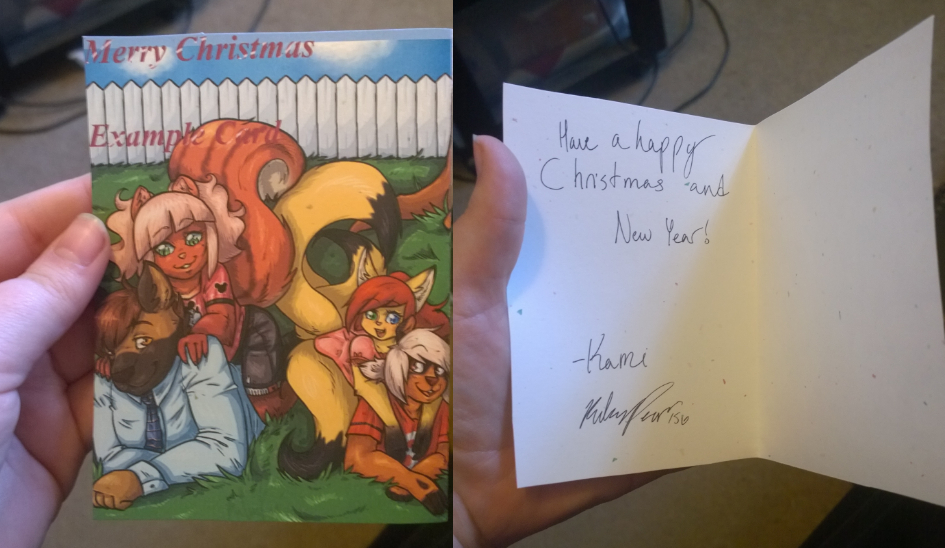 Merry Christmas
Example Card
Have a happy
Christmas and
New Year!
-Kami